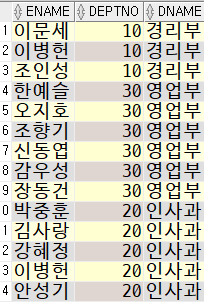 ENAME DEPTNO DNAME
1 이문세 10 경리부
2 이병헌 10 경리부
3 조인성 10 경리부
4 한예슬 30 영업부
5 오지호 30 영업부
6 조향기 30 영업부
7 신동엽 30 영업부
8 감우성 30 영업부
9 장동건 30 영업부
0 박중훈 20 인사과
1 김사랑 20 인사과
2 강혜정 20 인사과
3 이병헌 20 인사과
4 안성기 20 인사과